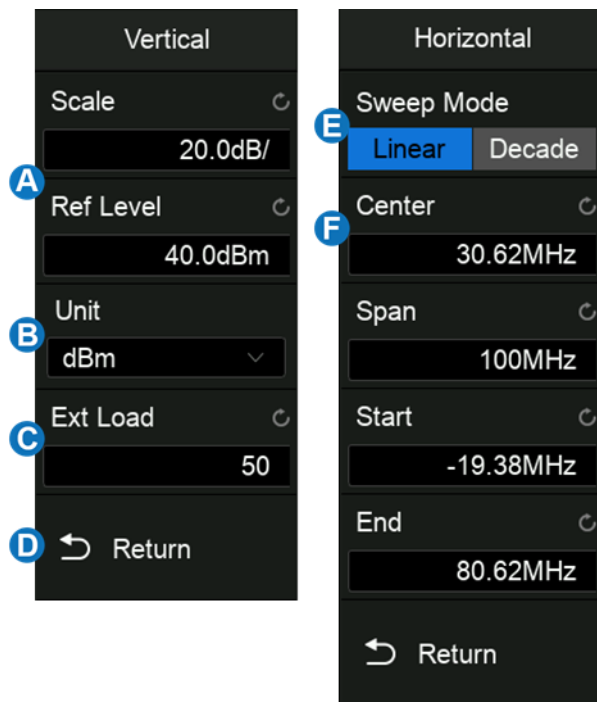 Vertical
Scale
20.0dB/
A
Ref Level
40.0dBm
Unit
B
dBm
Ext Load
C
50
D
Return
Horizontal
Sweep Mode
E
Linear Decade
Center
F
30.62MHz
Span
100MHz
Start
-19.38MHz
End
80.62MHz
Return